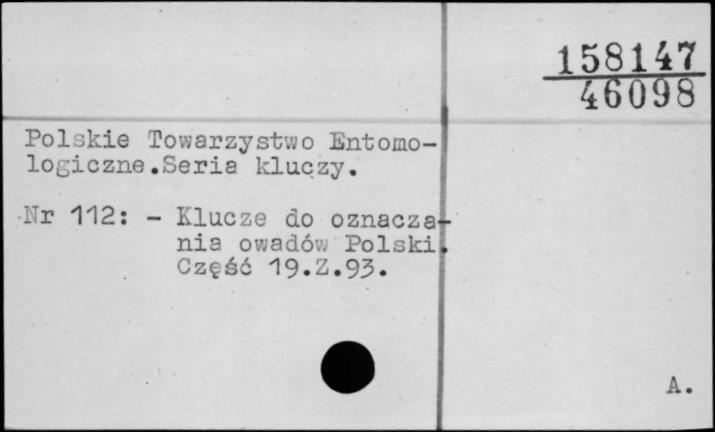 158147
46098
Polskie Towarzystwo Entomo-
logiczne.Seria kluczy.
Nr 112: - Klucze do oznacza-
nia owadów Polski.
Część 19.Z.93.
A.